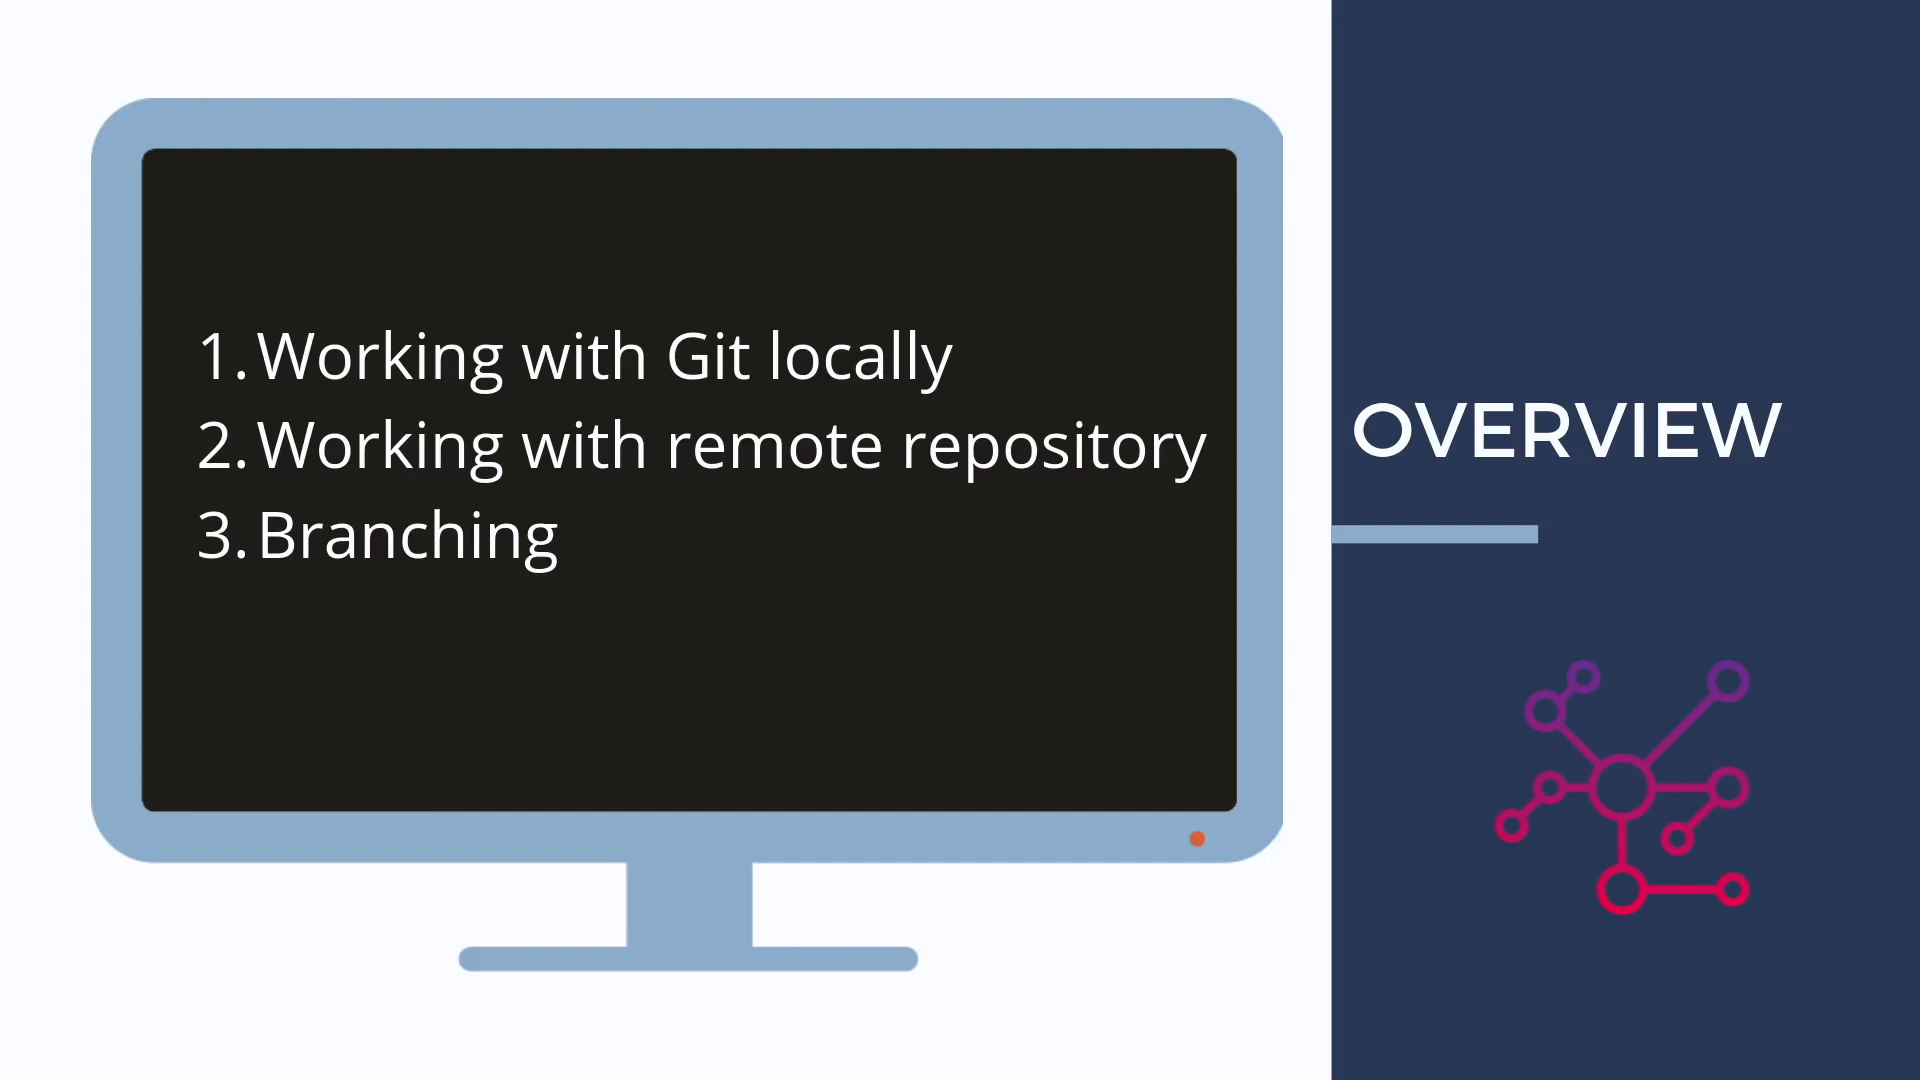 1. Working with Git locally
2. Working with remote repository
3. Branching
OVERVIEW